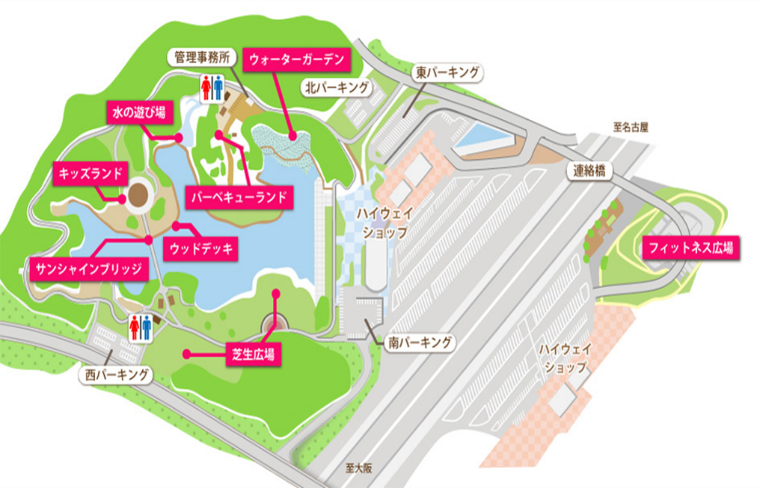 管理事務所
ウォーターガーデン
東パーキング
北パーキング
水の遊び場
至名古屋
キッズランド
連絡橋
バーベキューランド
ハイウェイ
ショップ
フィットネス広場
ウッドデッキ
サンシャインブリッジ
南パーキング
芝生広場
ハイウェイ
ショップ
西パーキング
至大阪